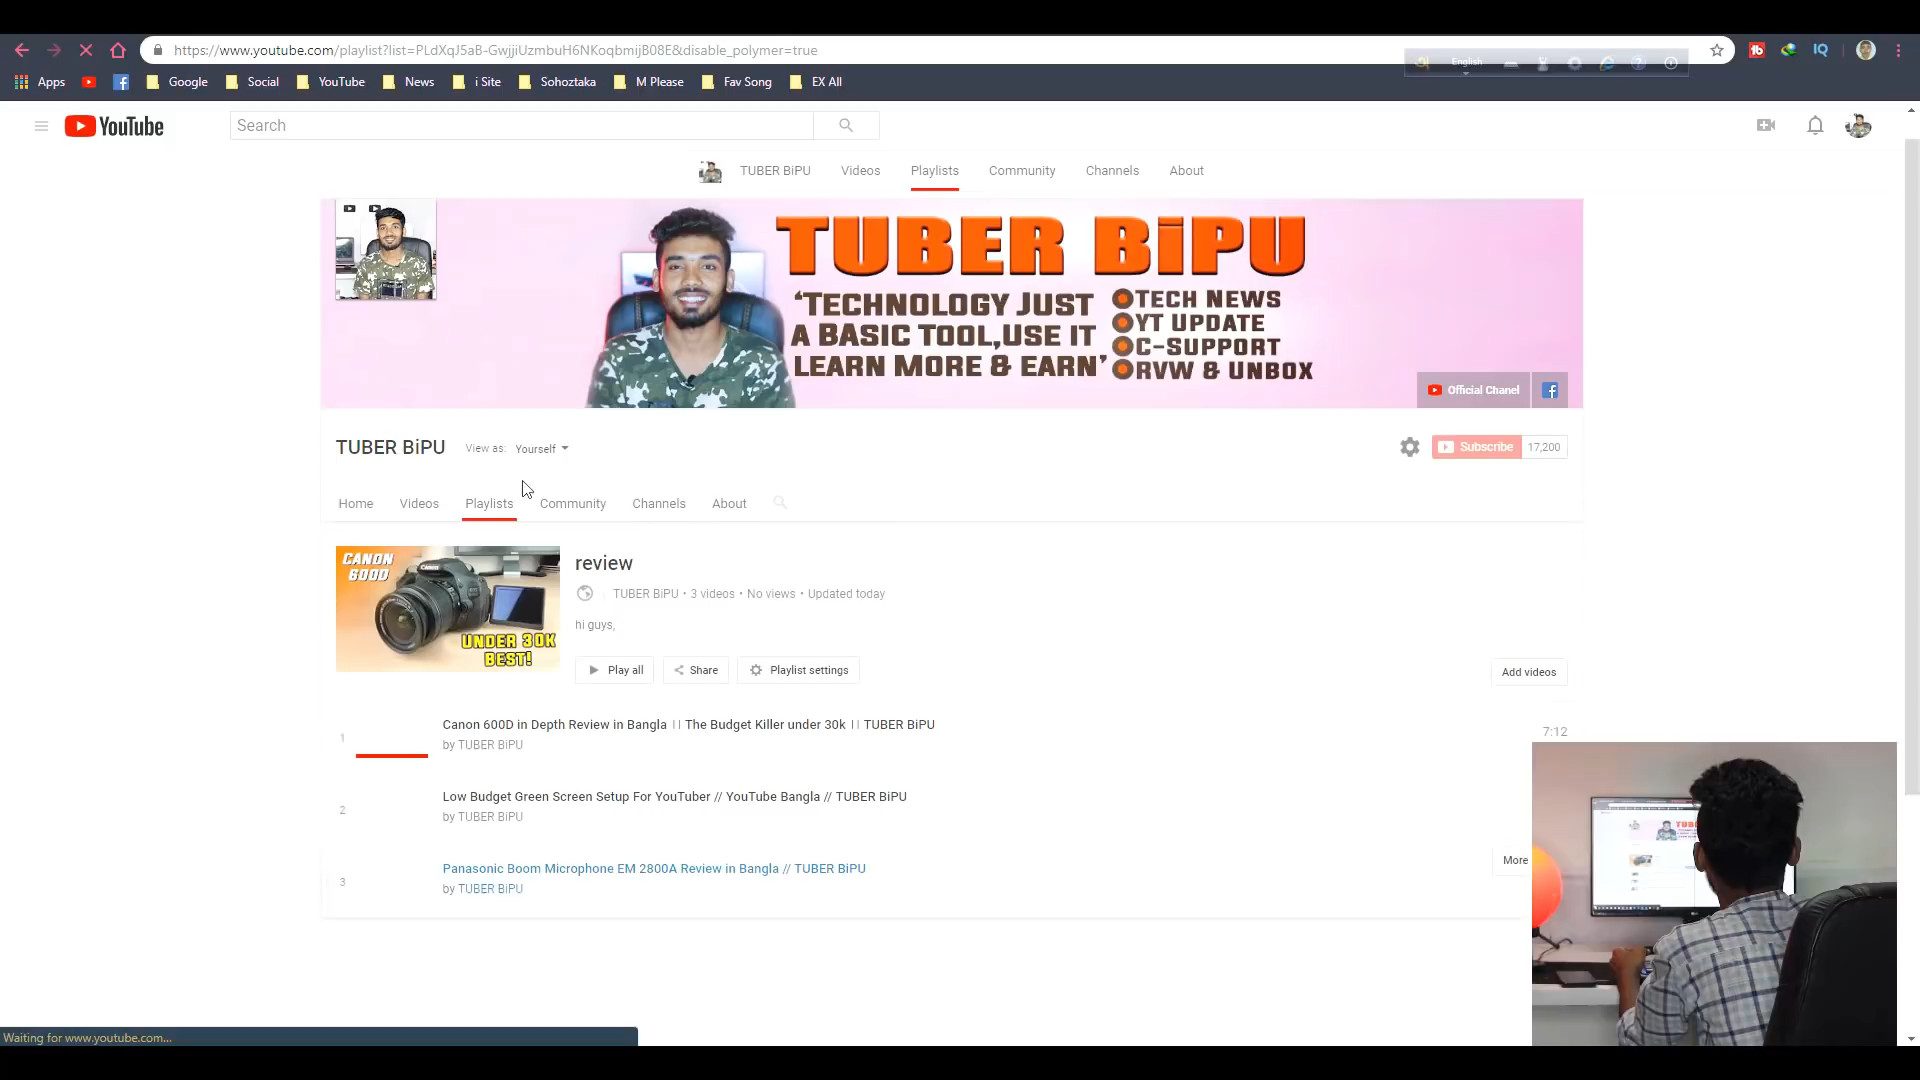 https://www.youtube.com/playlist?list=PLdXqJ5aB-GwjjiUzmbuH6NKoqbmijB08E&disable_polymer=true
English
Apps
Google
Social
YouTube
News
i Site
Sohoztaka
M Please
Fav Song
EX All
YouTube
Search
TUBER BiPU
Videos
Playlists
Community
Channels
About
TUBER BiPU
'TECHNOLOGY JUST
A BASIC TOOL,USE IT
LEARN MORE & EARN'
TECH NEWS
YT UPDATE
C-SUPPORT
RVW & UNBOX
Official Chanel
TUBER BiPU
View as: Yourself
Subscribe 17,200
Home
Videos
Playlists
Community
Channels
About
CANON
600D
UNDER 30K
BEST!
review
TUBER BiPU • 3 videos • No views • Updated today
hi guys,
Play all
Share
Playlist settings
Add videos
1
Canon 600D in Depth Review in Bangla || The Budget Killer under 30k || TUBER BiPU
by TUBER BiPU
7:12
2
Low Budget Green Screen Setup For YouTuber // YouTube Bangla // TUBER BiPU
by TUBER BiPU
3
Panasonic Boom Microphone EM 2800A Review in Bangla // TUBER BiPU
by TUBER BiPU
More
Waiting for www.youtube.com...